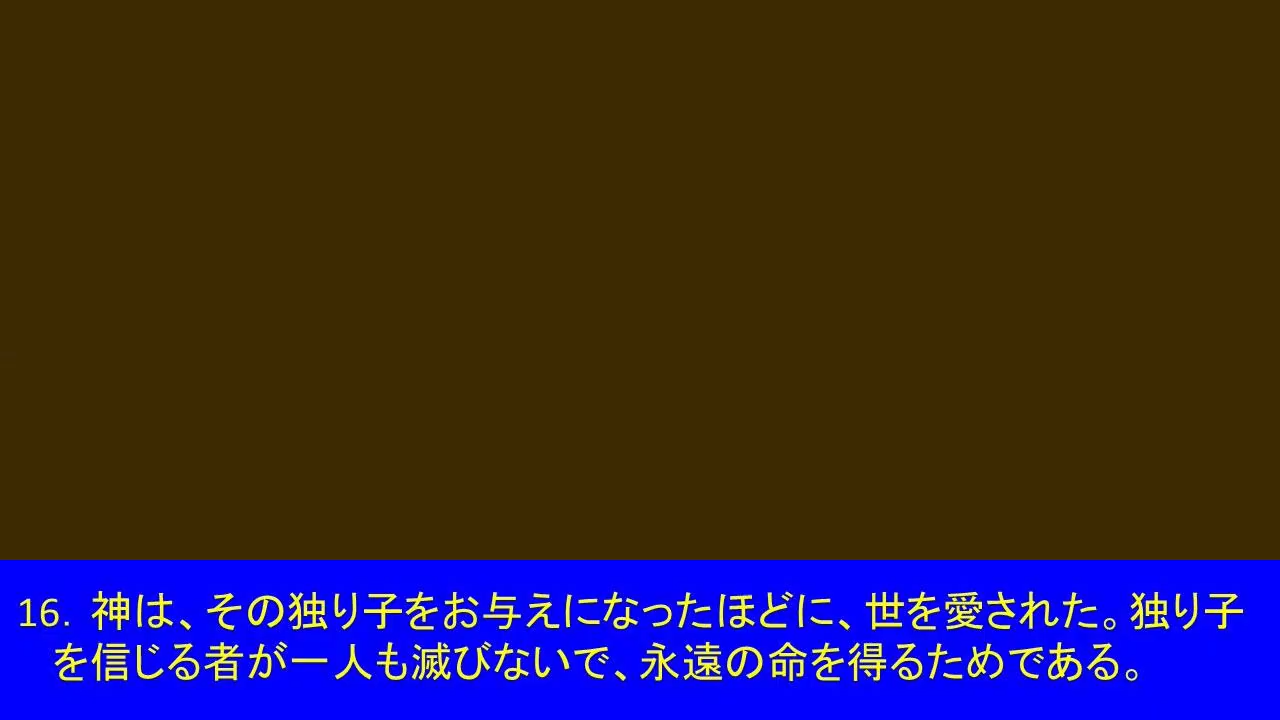 16. 神は、その独り子をお与えになったほどに、世を愛された。独り子
を信じる者が一人も滅びないで、永遠の命を得るためである。